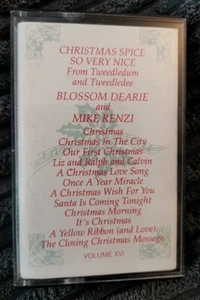 CHRISTMAS SPICE
SO VERY NICE
From Tweedledum
and Tweedledee
BLOSSOM DEARIE
and
MIKE RENZI
Christmas
Christmas In The City
Our First Christmas
Liz and Ralph and Calvin
A Christmas Love Song
Once A Year Miracle
A Christmas Wish For You
Santa Is Coming Tonight
Christmas Morning
It's Christmas
A Yellow Ribbon (and Love)
The Closing Christmas Message
VOLUME XVI